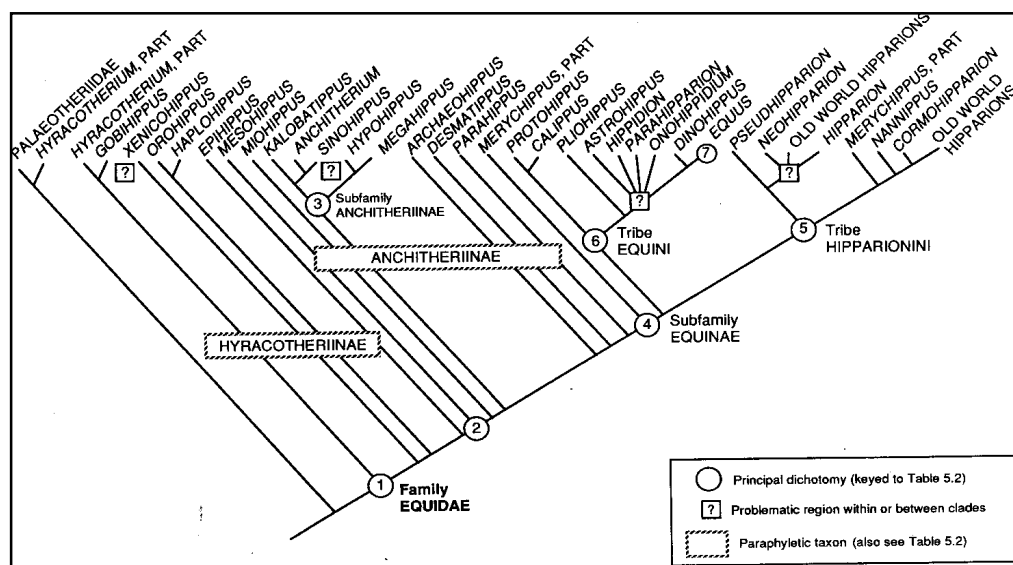 PALAEOTHERIIDAE
HYRACOTHERIUM, PART
HYRACOTHERIUM, PART
GOBIHIPPUS
XENICOHIPPUS
OROHIPPUS
HAPLOHIPPUS
EPIHIPPUS
MESOHIPPUS
MIOHIPPUS
KALOBATIPPUS
ANCHITHERIUM
SINOHIPPUS
HYPOHIPPUS
MEGAHIPPUS
ARCHAEOHIPPUS
DESMATIPPUS
PARAHIPPUS
MERYCHIPPUS, PART
PROTOHIPPUS
CALIPPUS
PLIOHIPPUS
ASTROHIPPUS
HIPPIDION
PARAHIPPARION
ONOHIPPIDIUM
DINOHIPPUS
EQUUS
PSEUDHIPPARION
NEOHIPPARION
OLD WORLD HIPPARIONS
HIPPARION
MERYCHIPPUS, PART
NANNIPPUS
CORMOHIPPARION
OLD WORLD
HIPPARIONS
?
?
?
?
7
3 Subfamily
ANCHITHERIINAE
6
Tribe
EQUINI
5
Tribe
HIPPARIONINI
ANCHITHERIINAE
4 Subfamily
EQUINAE
HYRACOTHERIINAE
2
1 Family
EQUIDAE
Principal dichotomy (keyed to Table 5.2)
? Problematic region within or between clades
Paraphyletic taxon (also see Table 5.2)